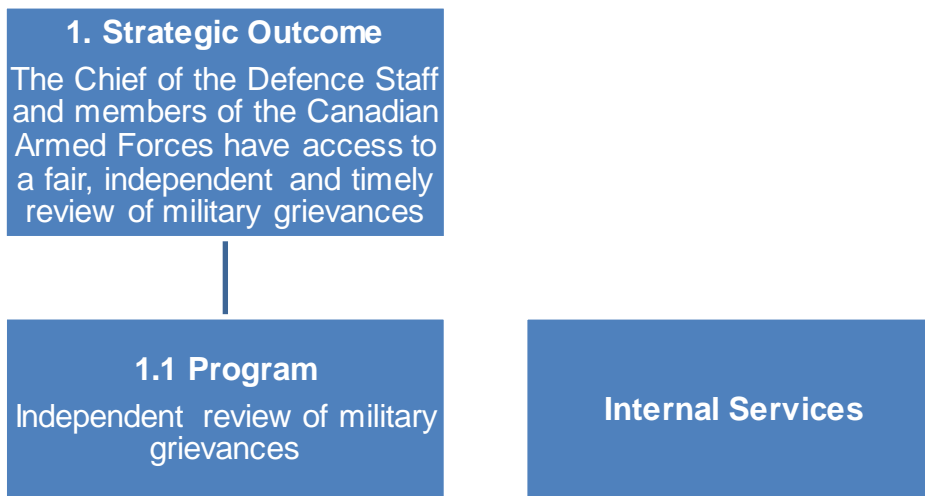 1. Strategic Outcome
The Chief of the Defence Staff
and members of the Canadian
Armed Forces have access to
a fair, independent and timely
review of military grievances
1.1 Program
Independent review of military
grievances
Internal Services